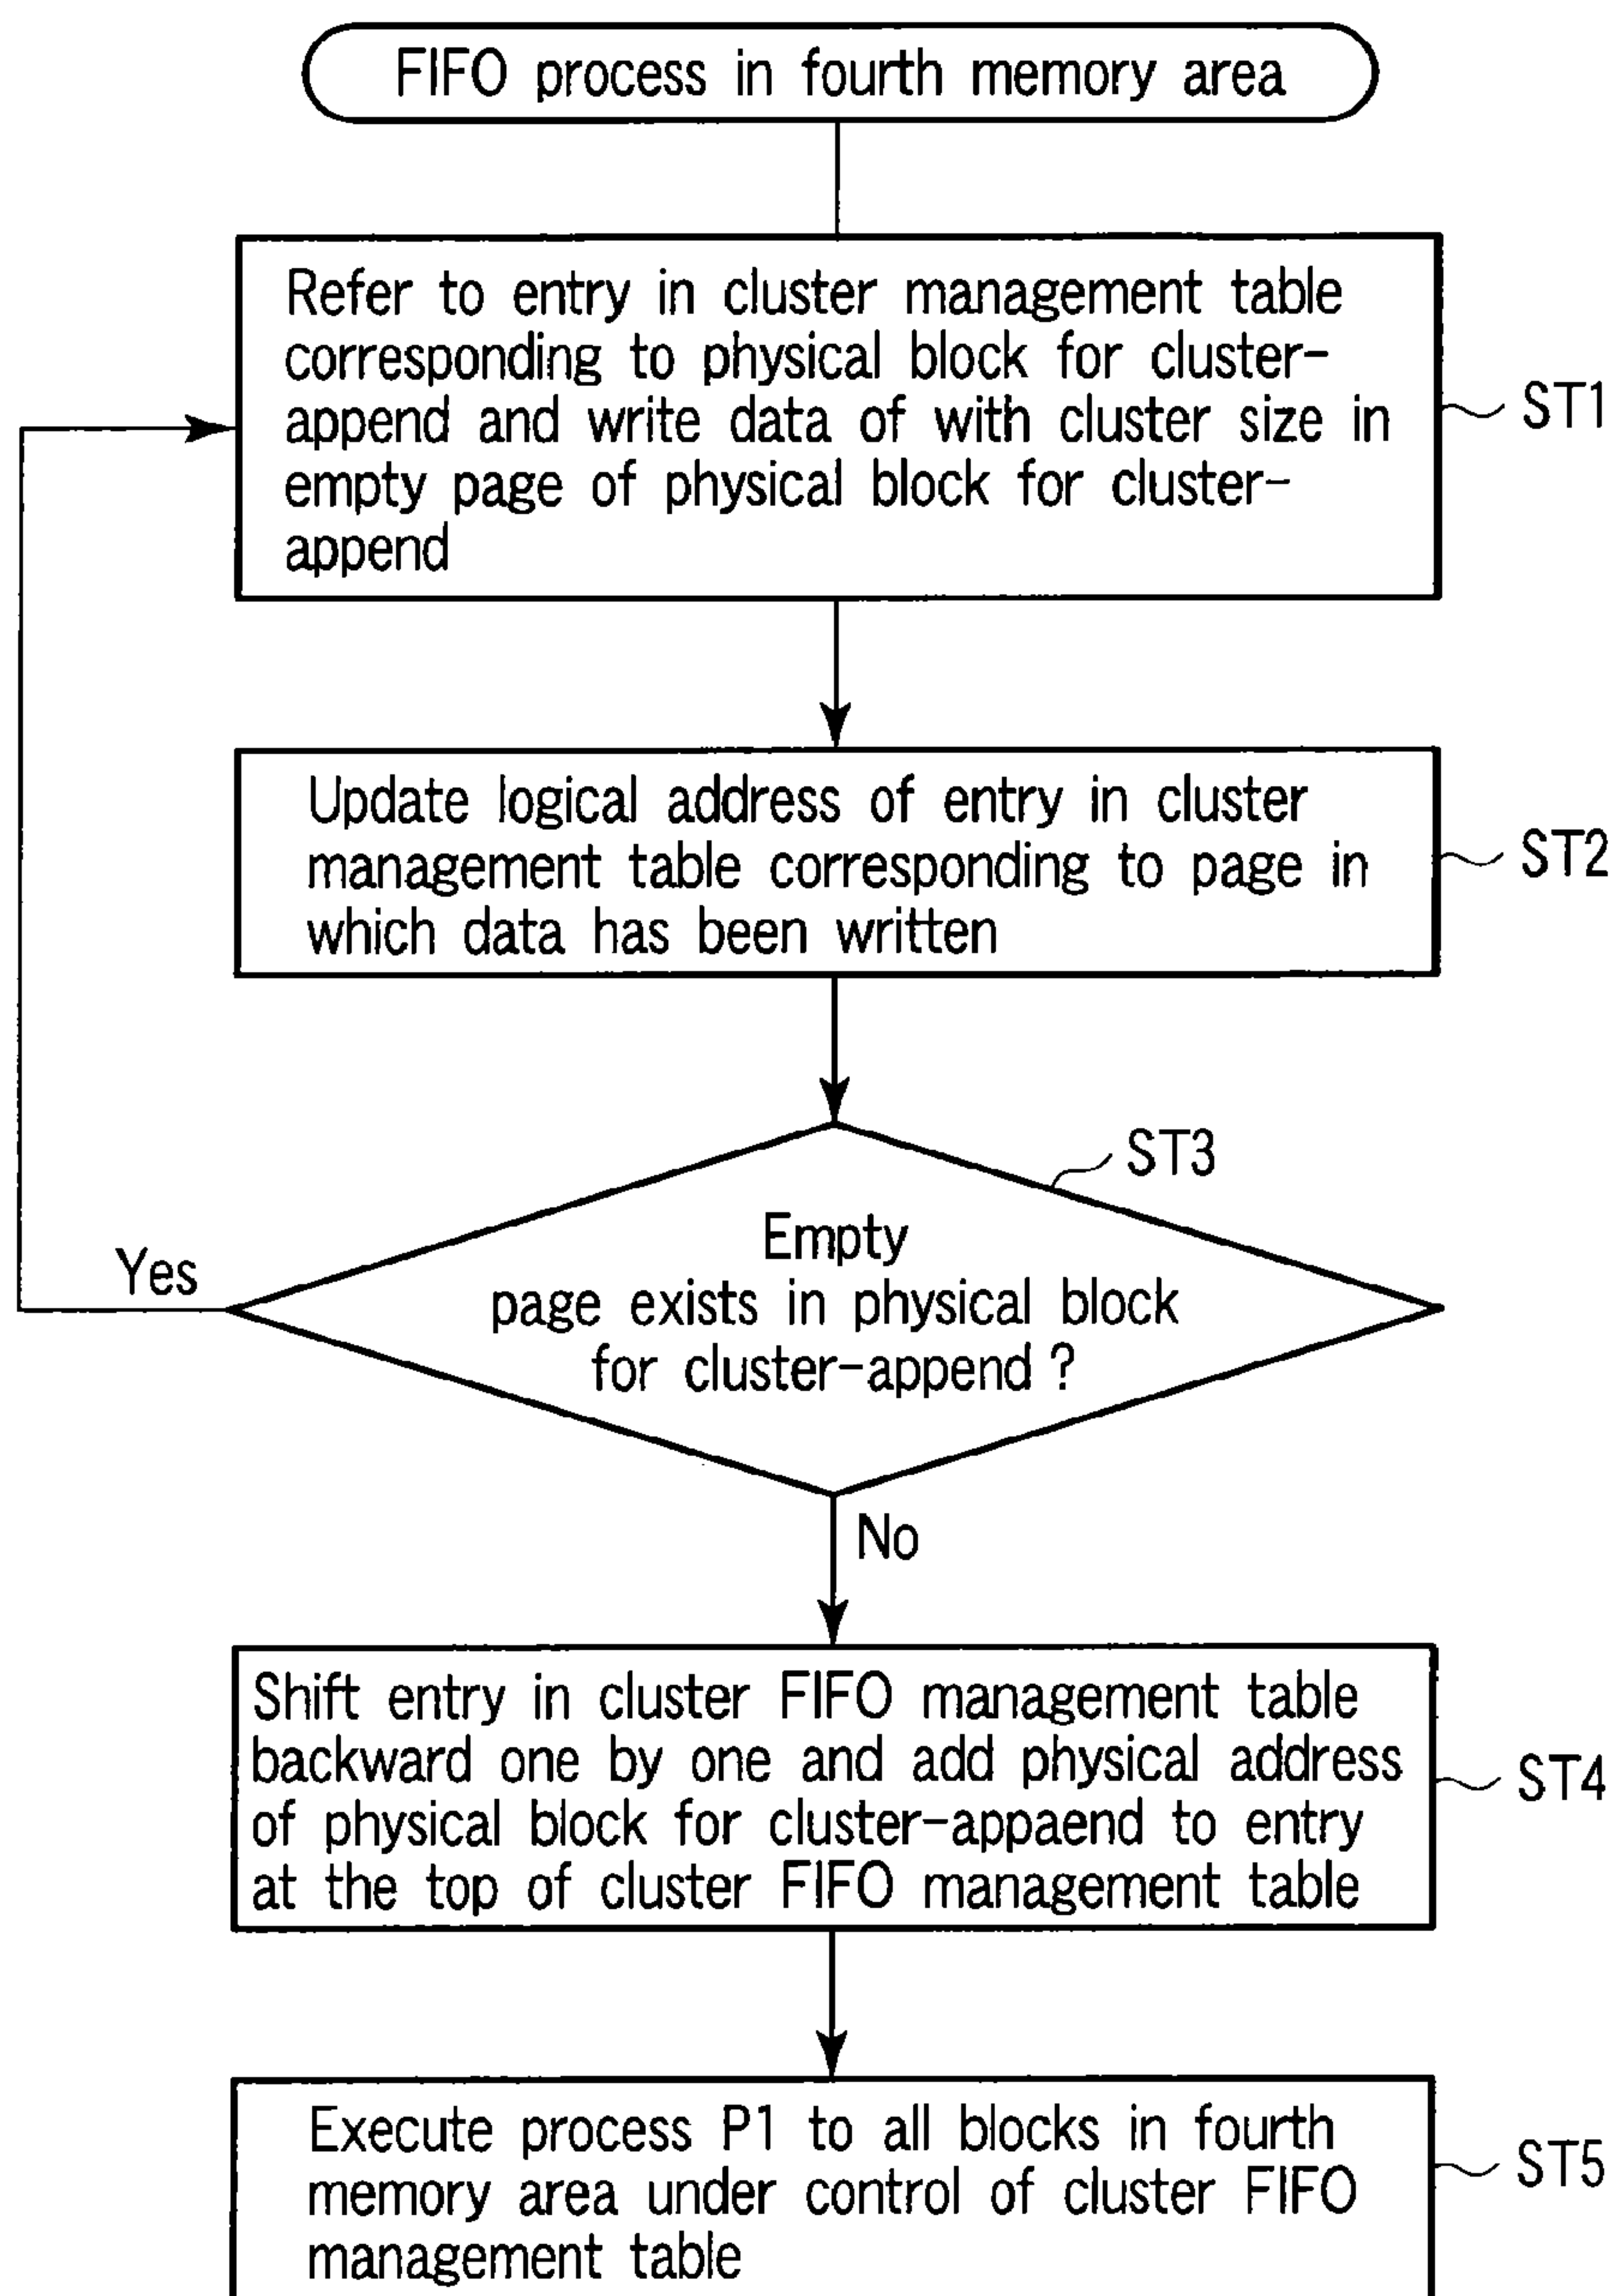 FIFO process in fourth memory area
Refer to entry in cluster management table
corresponding to physical block for cluster-
append and write data of with cluster size in
empty page of physical block for cluster-
append
ST1
Update logical address of entry in cluster
management table corresponding to page in
which data has been written
ST2
ST3
Empty
page exists in physical block
for cluster-append ?
Yes
No
Shift entry in cluster FIFO management table
backward one by one and add physical address
of physical block for cluster-appaend to entry
at the top of cluster FIFO management table
ST4
Execute process P1 to all blocks in fourth
memory area under control of cluster FIFO
management table
ST5